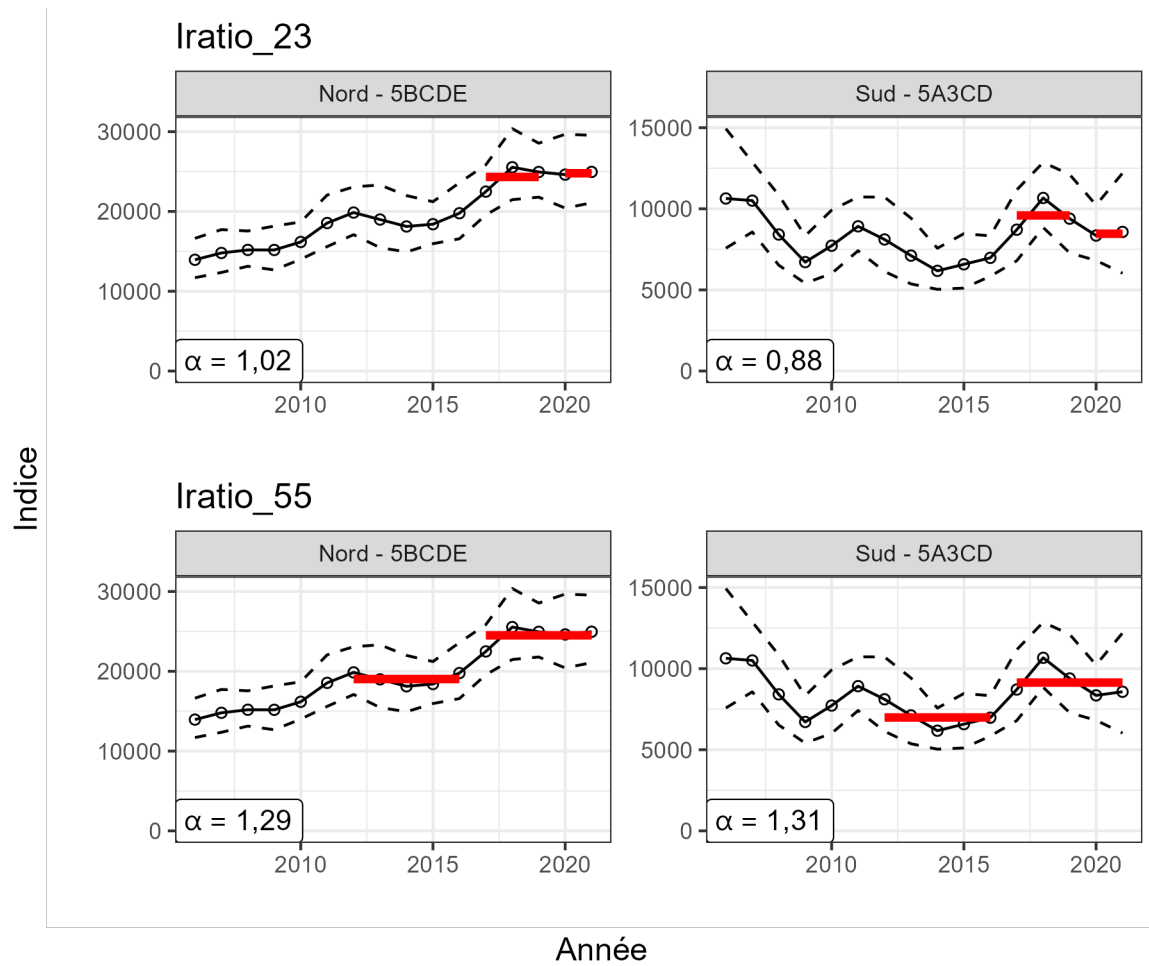 Iratio_23
Nord - 5BCDE
Sud - 5A3CD
30000
20000
10000
0
α = 1,02
2010 2015 2020
15000
10000
5000
0
α = 0,88
2010 2015 2020
Indice
Iratio_55
Nord - 5BCDE
Sud - 5A3CD
30000
20000
10000
0
α = 1,29
2010 2015 2020
15000
10000
5000
0
α = 1,31
2010 2015 2020
Année